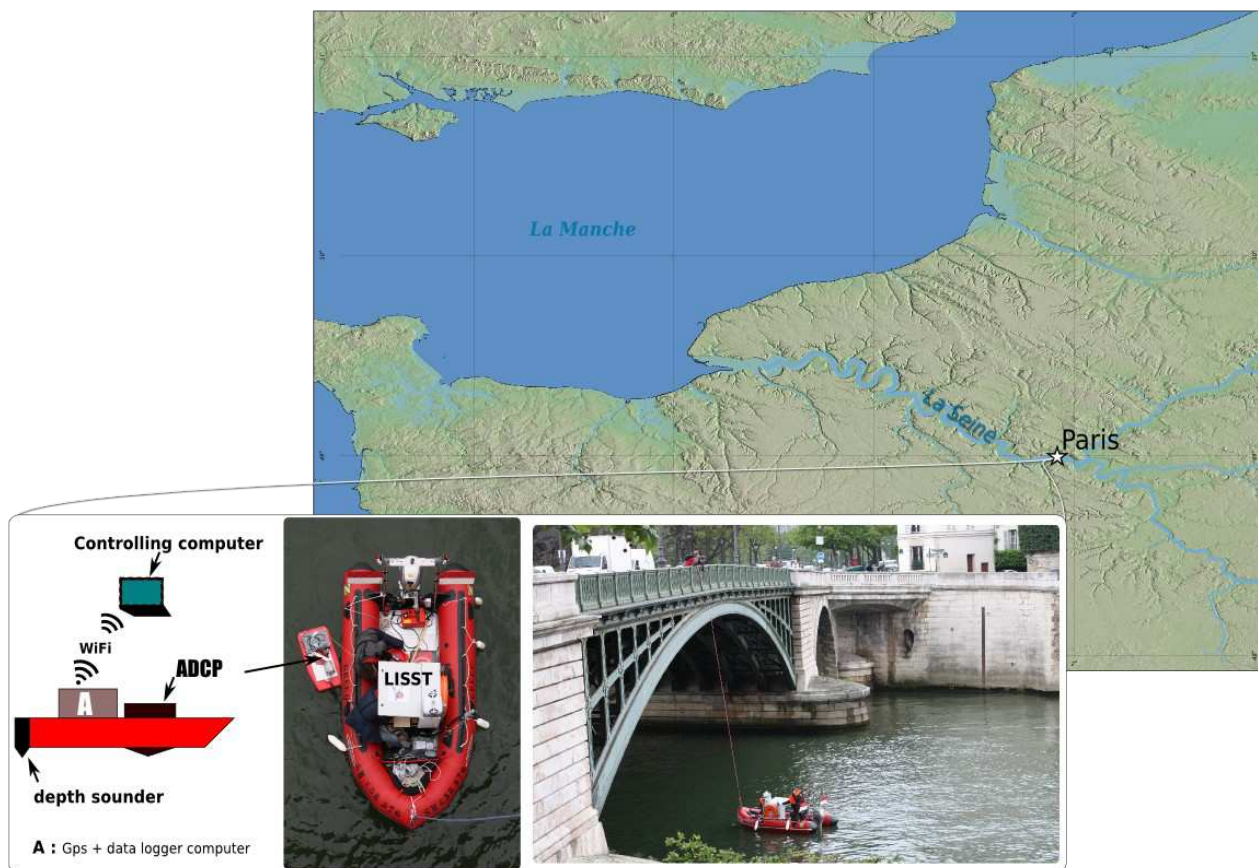 La Manche
La Seine
Paris
Controlling computer
WiFi
ADCP
A
LISST
depth sounder
A : Gps + data logger computer